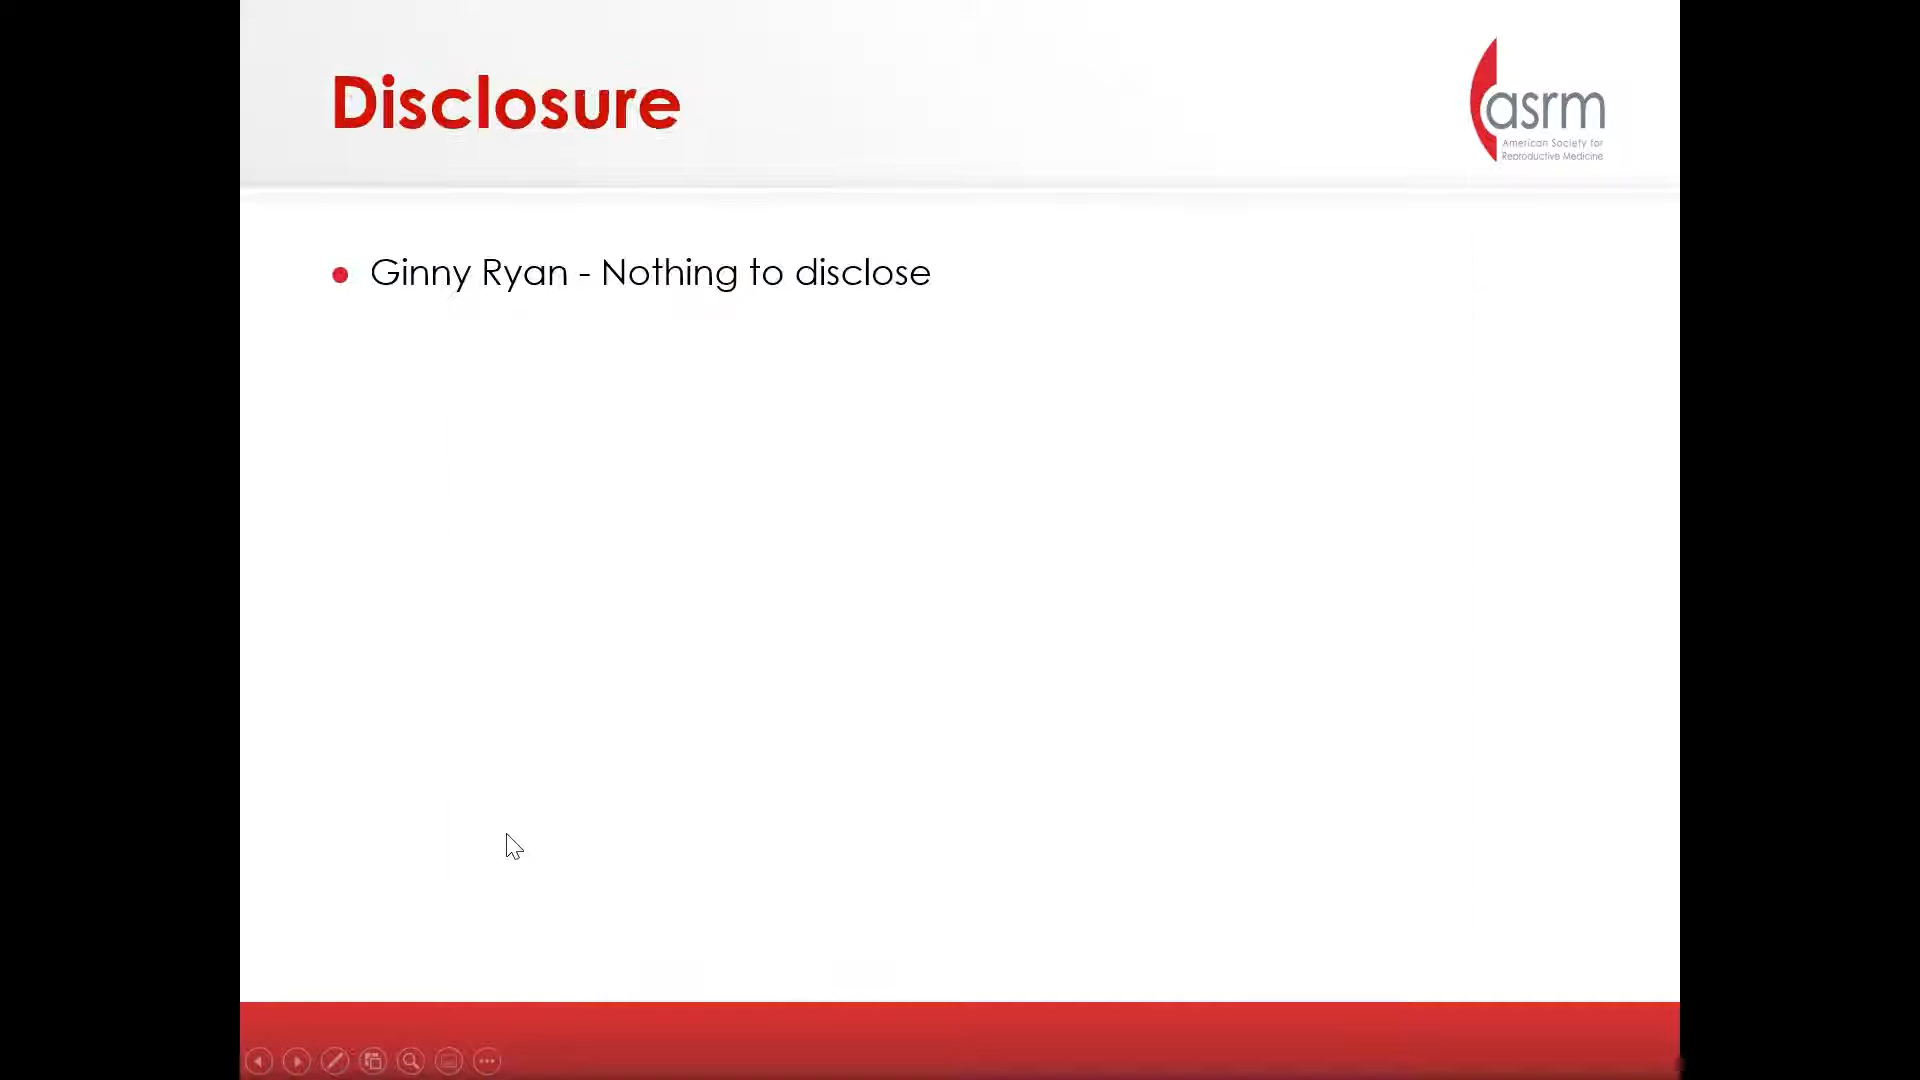 Disclosure
asrm
American Society for
Reproductive Medicine
Ginny Ryan - Nothing to disclose